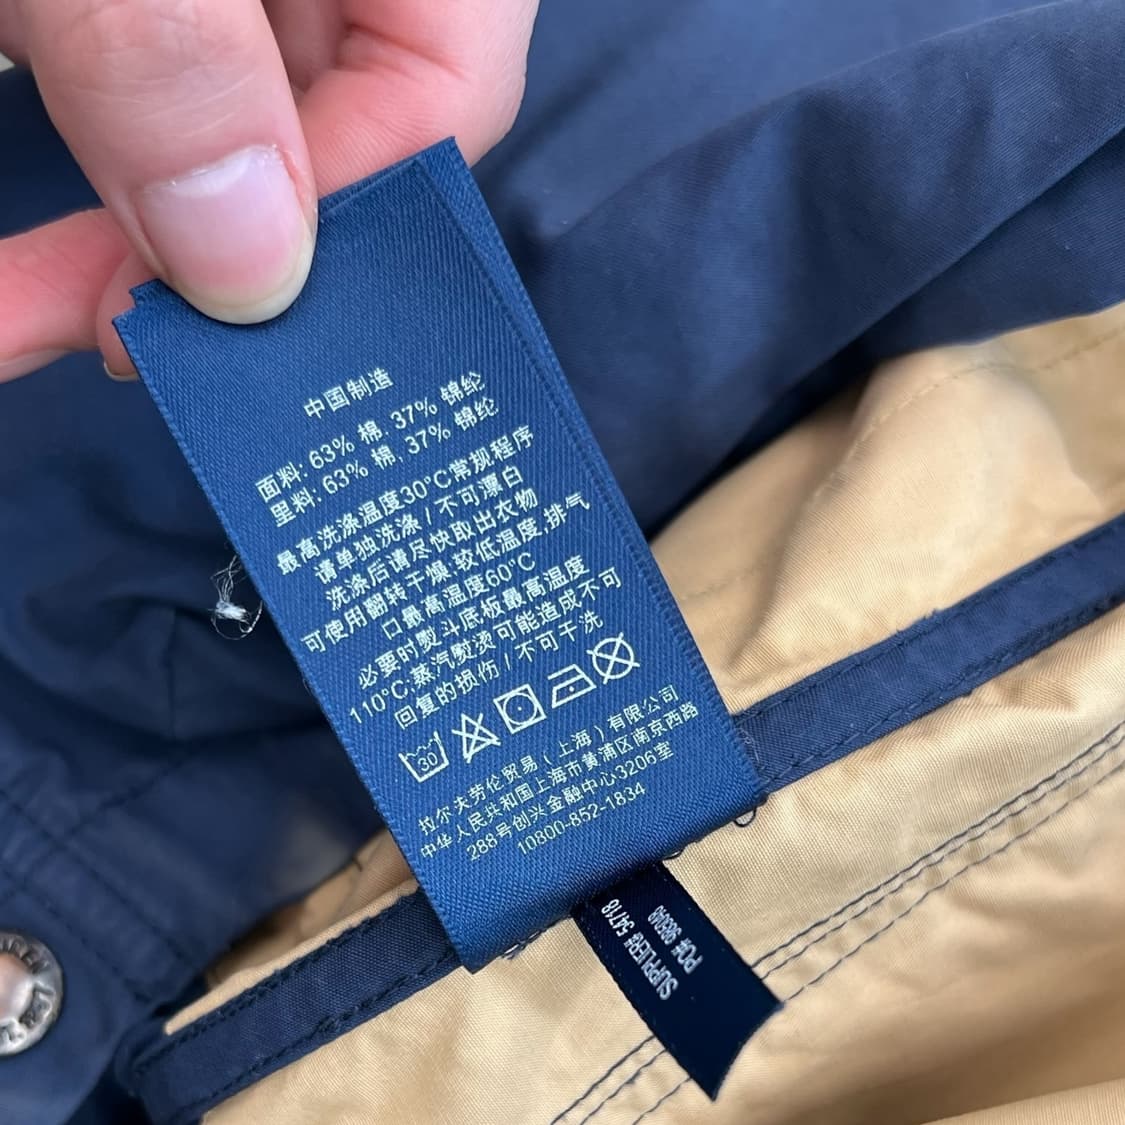 中国制造
面料: 63% 棉, 37% 锦纶
里料: 63% 棉, 37% 锦纶
最高洗涤温度30°C常规程序
请单独洗涤 / 不可漂白
洗涤后请尽快取出衣物
可使用翻转干燥,较低温度,排气
口最高温度60°C
必要时熨斗底板最高温度
110°C;蒸汽熨烫可能造成不可
回复的损伤 / 不可干洗
30
拉尔夫劳伦贸易 (上海) 有限公司
中华人民共和国上海市黄浦区南京西路
288号创兴金融中心3206室
10800-852-1834
SUPPLIER# 54718
PO#